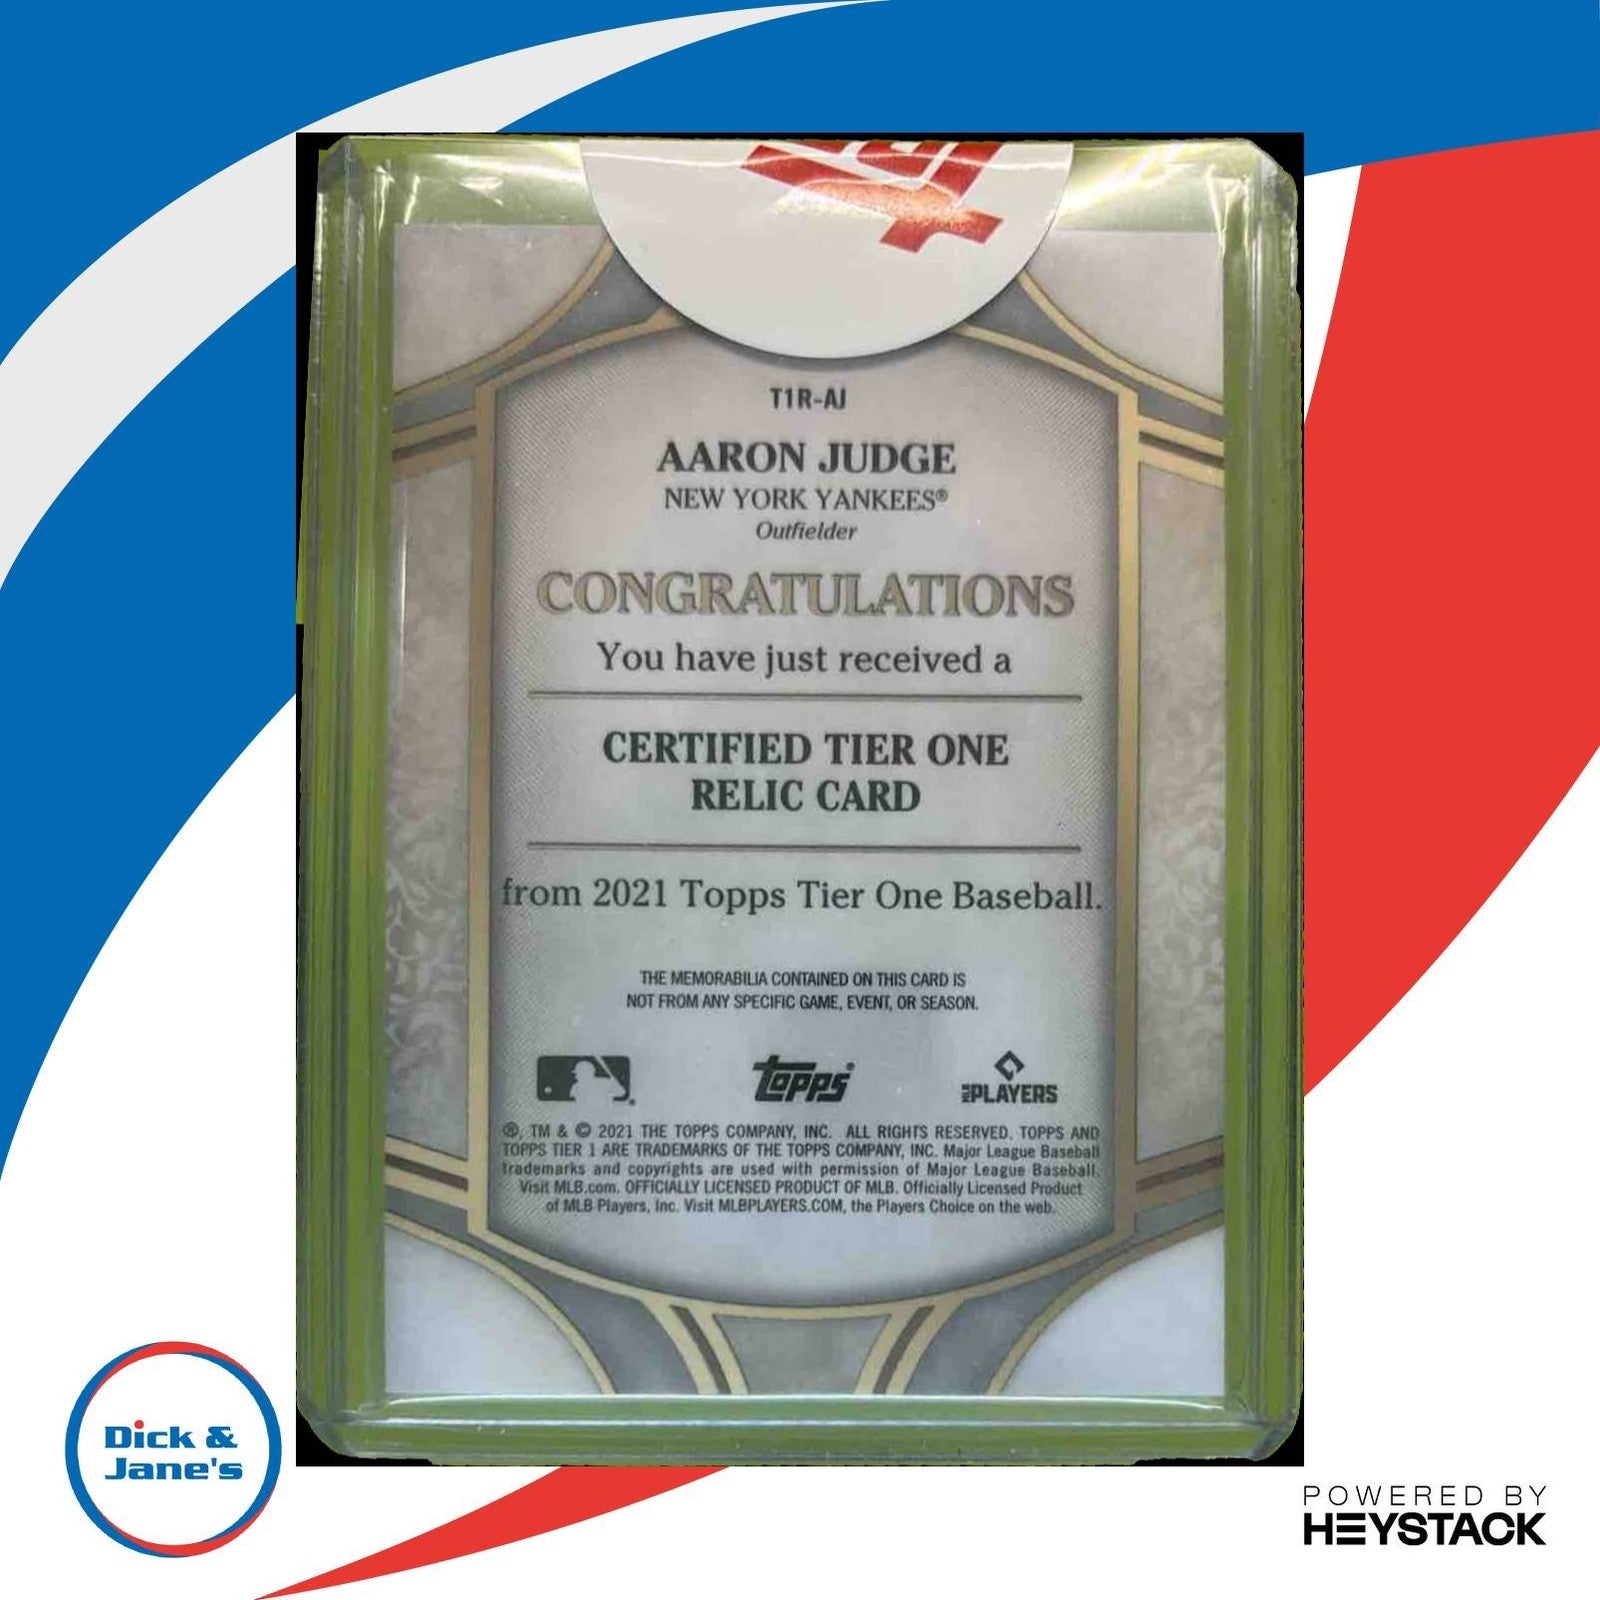 T1R-AJ
AARON JUDGE
NEW YORK YANKEES®
Outfielder
CONGRATULATIONS
You have just received a
CERTIFIED TIER ONE
RELIC CARD
from 2021 Topps Tier One Baseball.
THE MEMORABILIA CONTAINED ON THIS CARD IS
NOT FROM ANY SPECIFIC GAME, EVENT, OR SEASON.
topps®
MLB PLAYERS
®, TM & © 2021 THE TOPPS COMPANY, INC. ALL RIGHTS RESERVED. TOPPS AND
TOPPS TIER 1 ARE TRADEMARKS OF THE TOPPS COMPANY, INC. Major League Baseball
trademarks and copyrights are used with permission of Major League Baseball.
Visit MLB.com. OFFICIALLY LICENSED PRODUCT OF MLB. Officially Licensed Product
of MLB Players, Inc. Visit MLBPLAYERS.COM, the Players Choice on the web.
Dick &
Jane's
POWERED BY
HEYSTACK